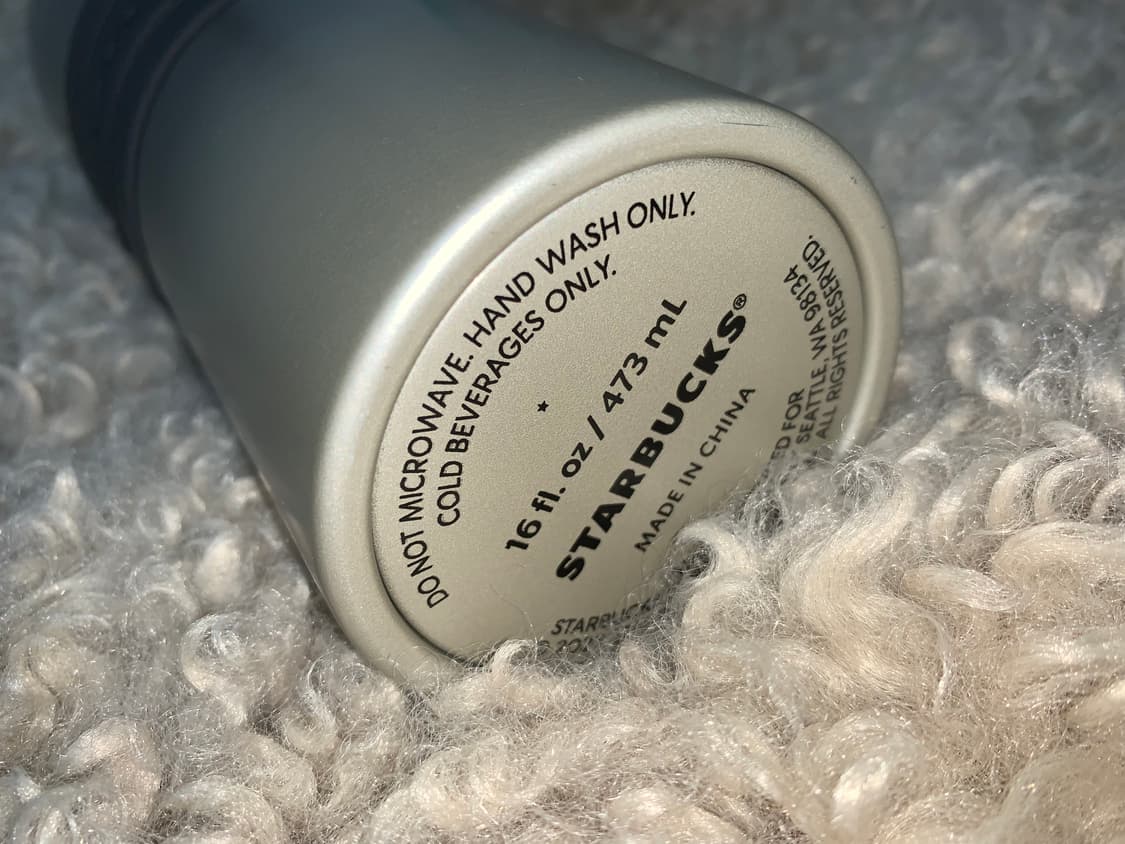 DO NOT MICROWAVE. HAND WASH ONLY.
COLD BEVERAGES ONLY.
16 fl. oz / 473 mL
STARBUCKS®
MADE IN CHINA
FOR
SEATTLE, WA 98134
ALL RIGHTS RESERVED.